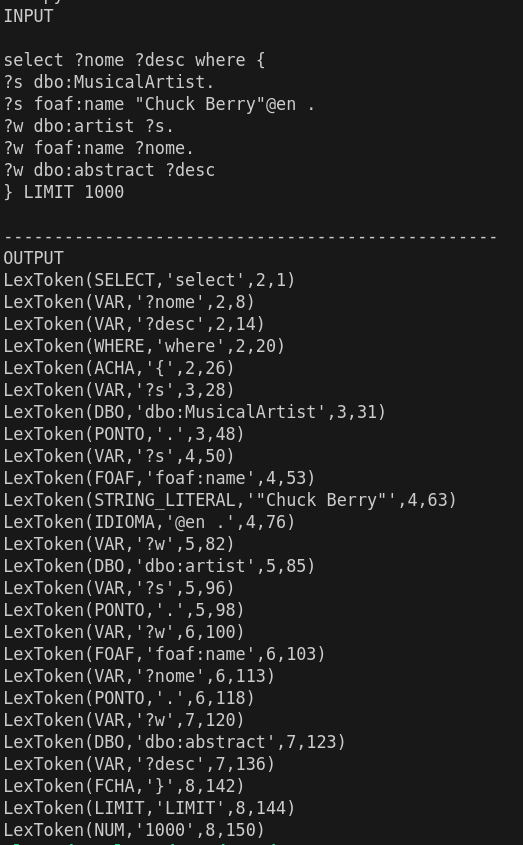 INPUT
select ?nome ?desc where {
?s dbo:MusicalArtist.
?s foaf:name "Chuck Berry"@en .
?w dbo:artist ?s.
?w foaf:name ?nome.
?w dbo:abstract ?desc
} LIMIT 1000
-------------------------------------------------
OUTPUT
LexToken(SELECT,'select',2,1)
LexToken(VAR,'?nome',2,8)
LexToken(VAR,'?desc',2,14)
LexToken(WHERE,'where',2,20)
LexToken(ACHA,'{',2,26)
LexToken(VAR,'?s',3,28)
LexToken(DBO,'dbo:MusicalArtist',3,31)
LexToken(PONTO,'.',3,48)
LexToken(VAR,'?s',4,50)
LexToken(FOAF,'foaf:name',4,53)
LexToken(STRING_LITERAL,'"Chuck Berry"',4,63)
LexToken(IDIOMA,'@en .',4,76)
LexToken(VAR,'?w',5,82)
LexToken(DBO,'dbo:artist',5,85)
LexToken(VAR,'?s',5,96)
LexToken(PONTO,'.',5,98)
LexToken(VAR,'?w',6,100)
LexToken(FOAF,'foaf:name',6,103)
LexToken(VAR,'?nome',6,113)
LexToken(PONTO,'.',6,118)
LexToken(VAR,'?w',7,120)
LexToken(DBO,'dbo:abstract',7,123)
LexToken(VAR,'?desc',7,136)
LexToken(FCHA,'}',8,142)
LexToken(LIMIT,'LIMIT',8,144)
LexToken(NUM,'1000',8,150)